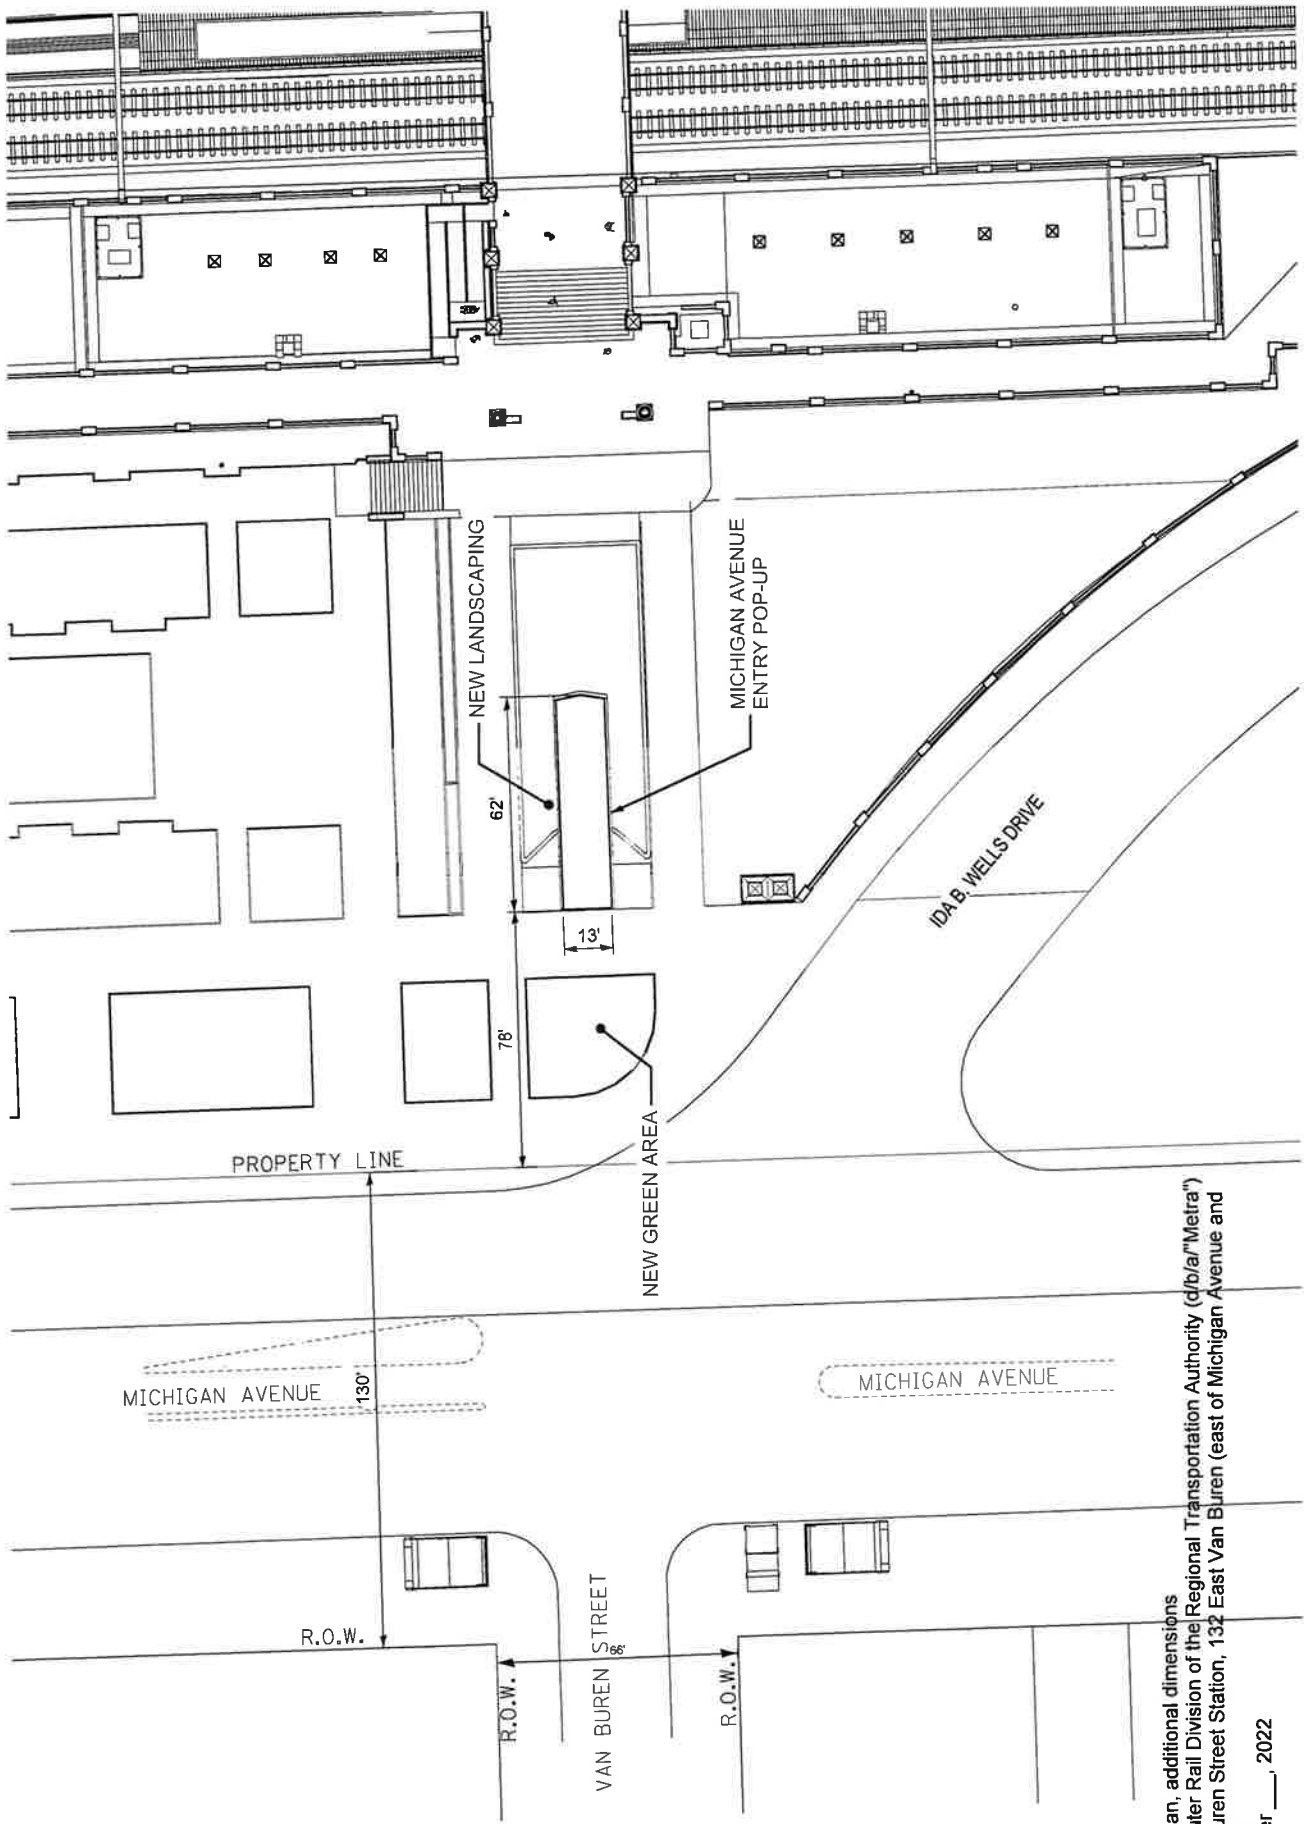 NEW LANDSCAPING
MICHIGAN AVENUE
ENTRY POP-UP
62'
13'
78'
IDA B. WELLS DRIVE
NEW GREEN AREA
PROPERTY LINE
MICHIGAN AVENUE
130'
MICHIGAN AVENUE
R.O.W.
R.O.W.
66'
VAN BUREN STREET
R.O.W.
an, additional dimensions
ter Rail Division of the Regional Transportation Authority (d/b/a/"Metra")
uren Street Station, 132 East Van Buren (east of Michigan Avenue and
er ___, 2022